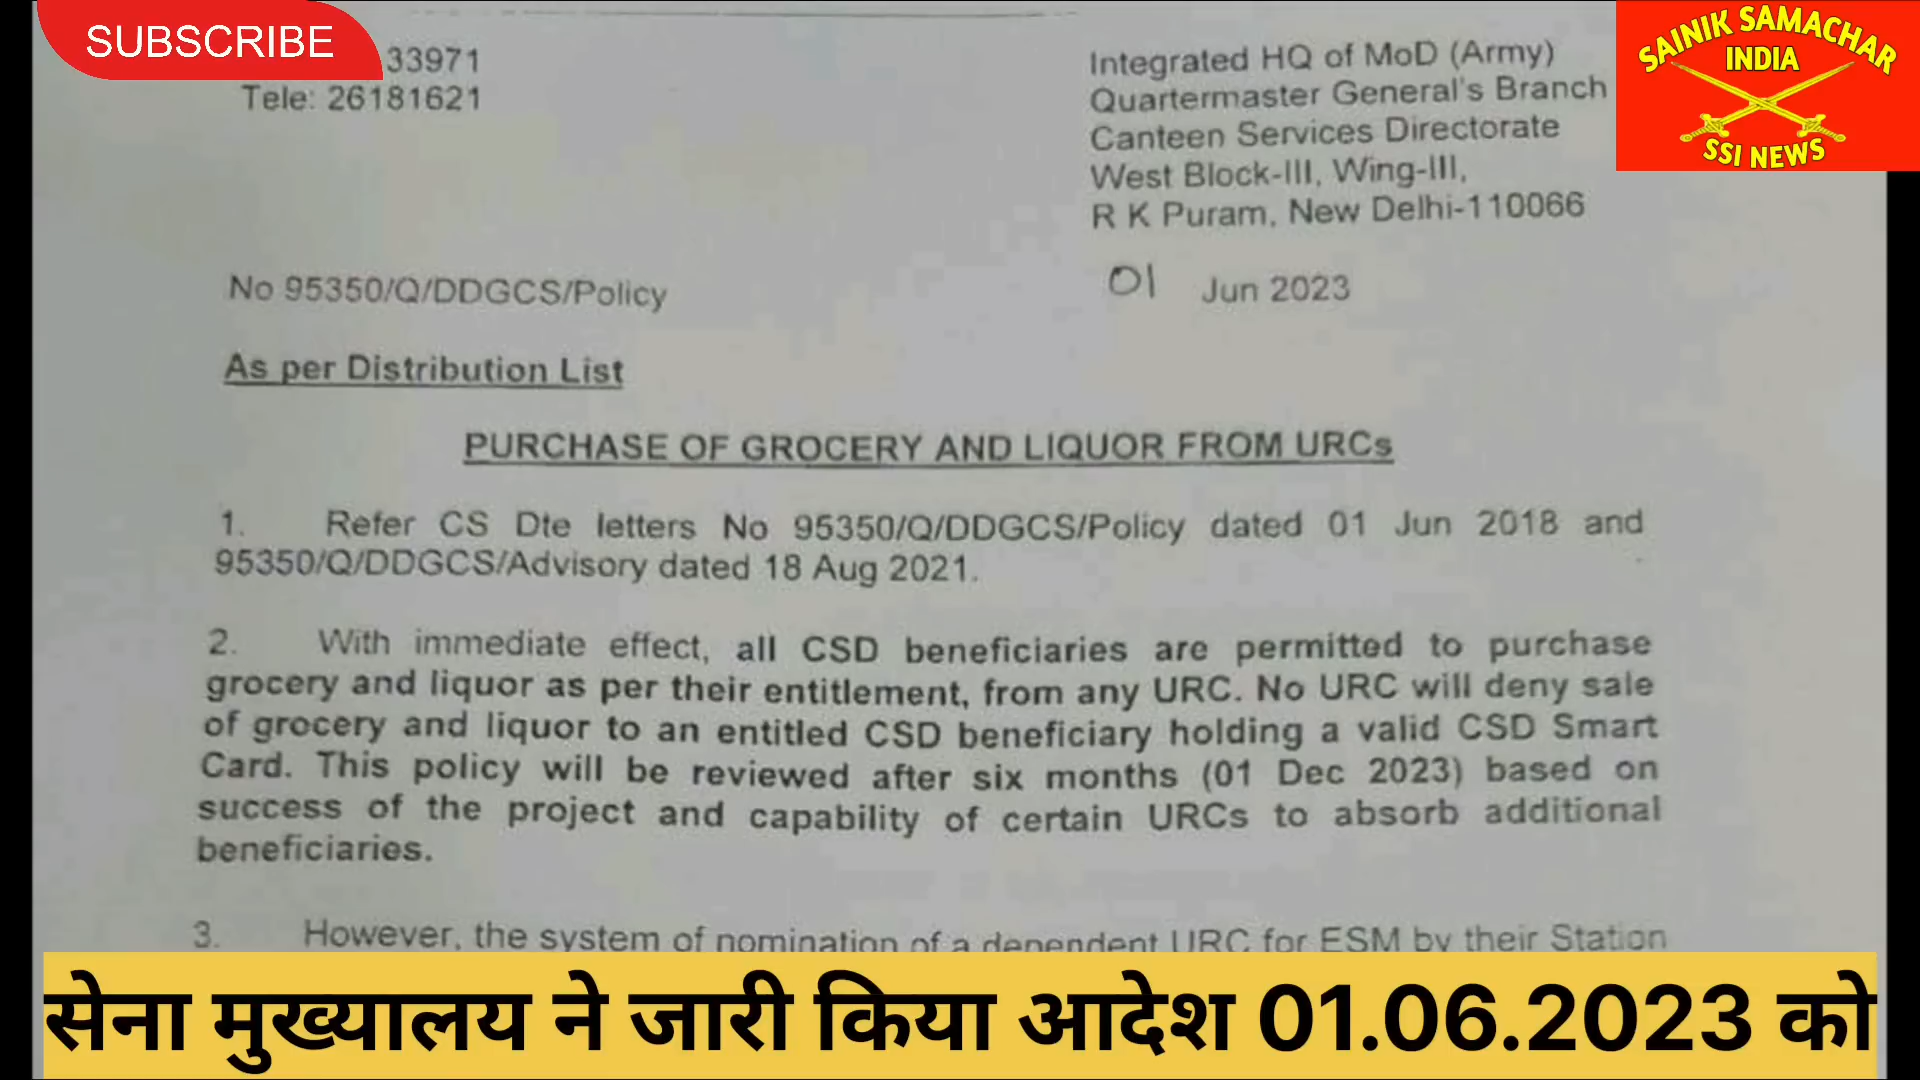 SUBSCRIBE
33971
Tele: 26181621
Integrated HQ of MoD (Army)
Quartermaster General's Branch
Canteen Services Directorate
West Block-III, Wing-III,
R K Puram, New Delhi-110066
SAINIK SAMACHAR
INDIA
SSI NEWS
No 95350/Q/DDGCS/Policy
01 Jun 2023
As per Distribution List
PURCHASE OF GROCERY AND LIQUOR FROM URCs
1. Refer CS Dte letters No 95350/Q/DDGCS/Policy dated 01 Jun 2018 and
95350/Q/DDGCS/Advisory dated 18 Aug 2021.
2. With immediate effect, all CSD beneficiaries are permitted to purchase
grocery and liquor as per their entitlement, from any URC. No URC will deny sale
of grocery and liquor to an entitled CSD beneficiary holding a valid CSD Smart
Card. This policy will be reviewed after six months (01 Dec 2023) based on
success of the project and capability of certain URCs to absorb additional
beneficiaries.
3. However, the system of nomination of a dependent URC for ESM by their Station
सेना मुख्यालय ने जारी किया आदेश 01.06.2023 को